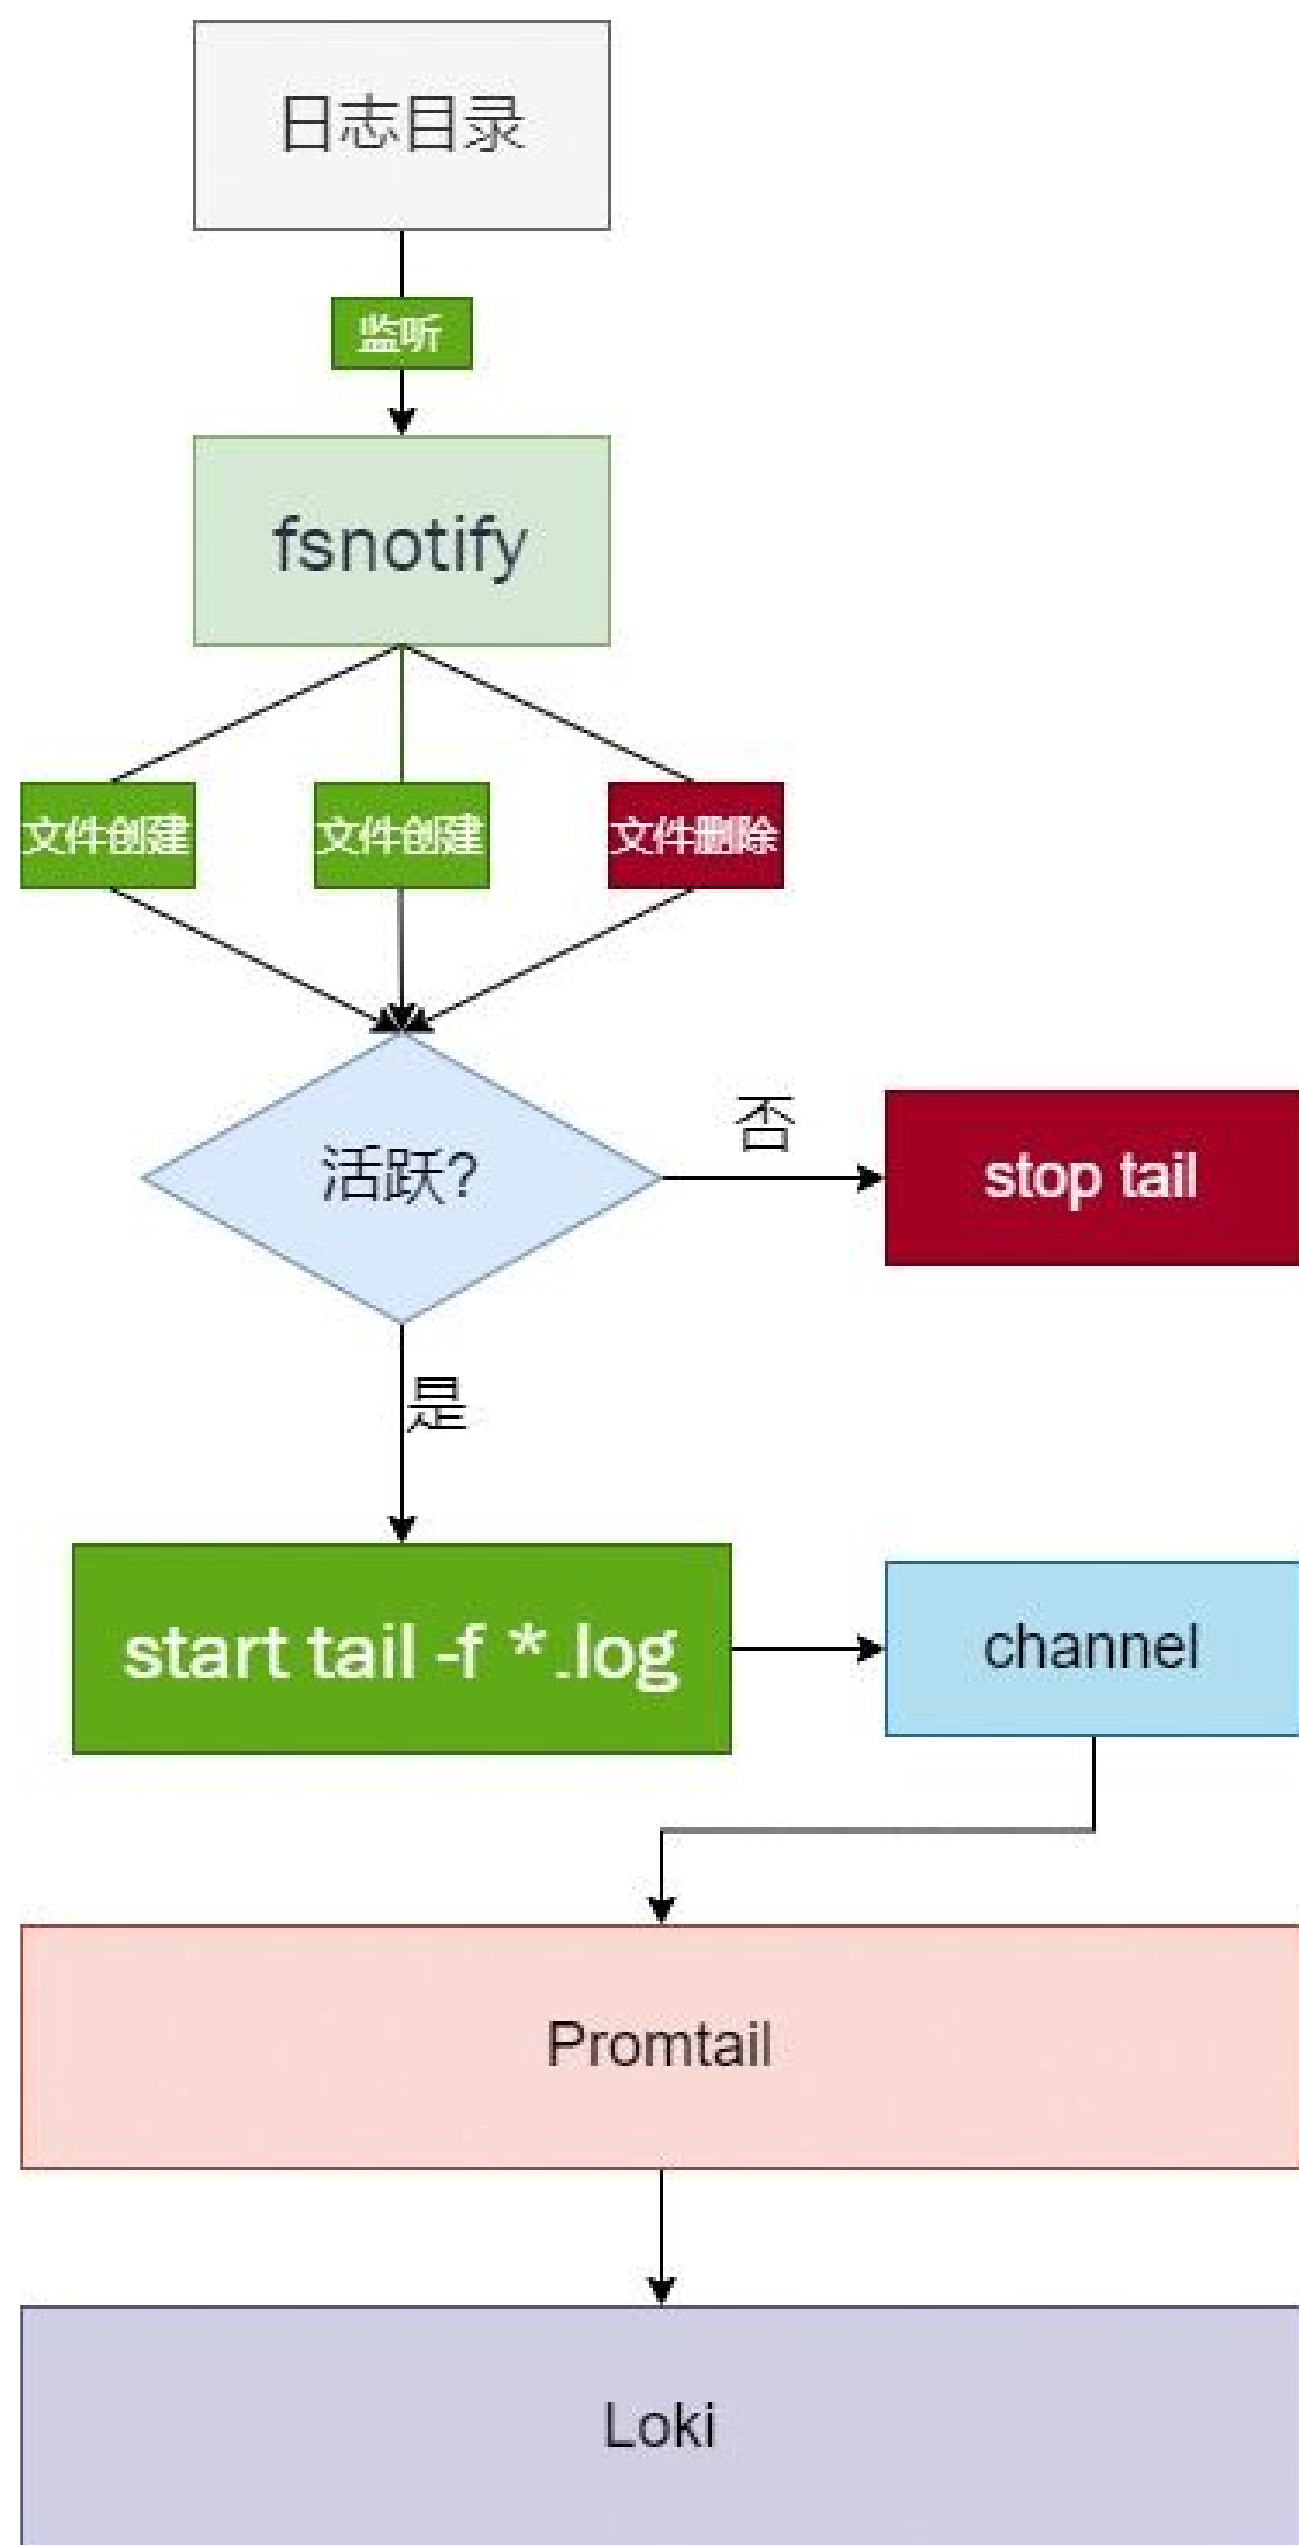 日志目录
监听
fsnotify
文件创建
文件创建
文件删除
活跃?
否
stop tail
是
start tail -f *.log
channel
Promtail
Loki